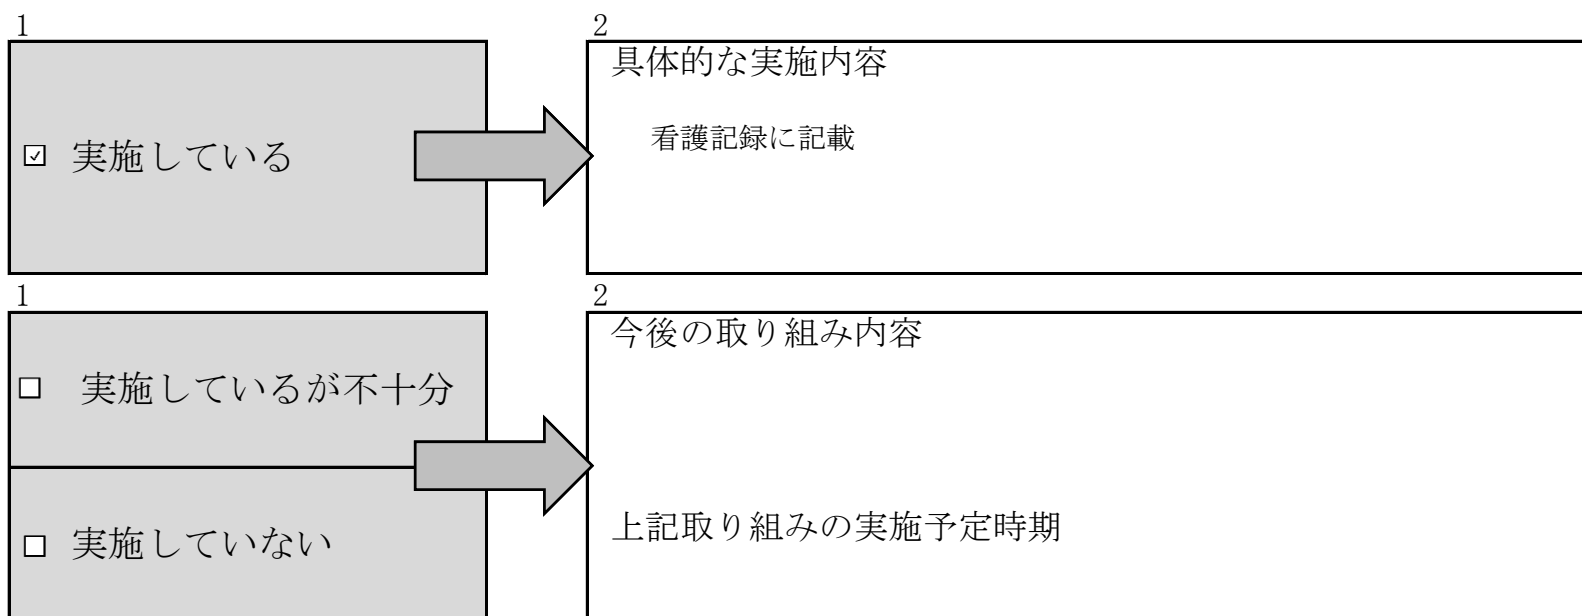 1
2
☑ 実施している
具体的な実施内容
看護記録に記載
1
2
☐ 実施しているが不十分
☐ 実施していない
今後の取り組み内容
上記取り組みの実施予定時期